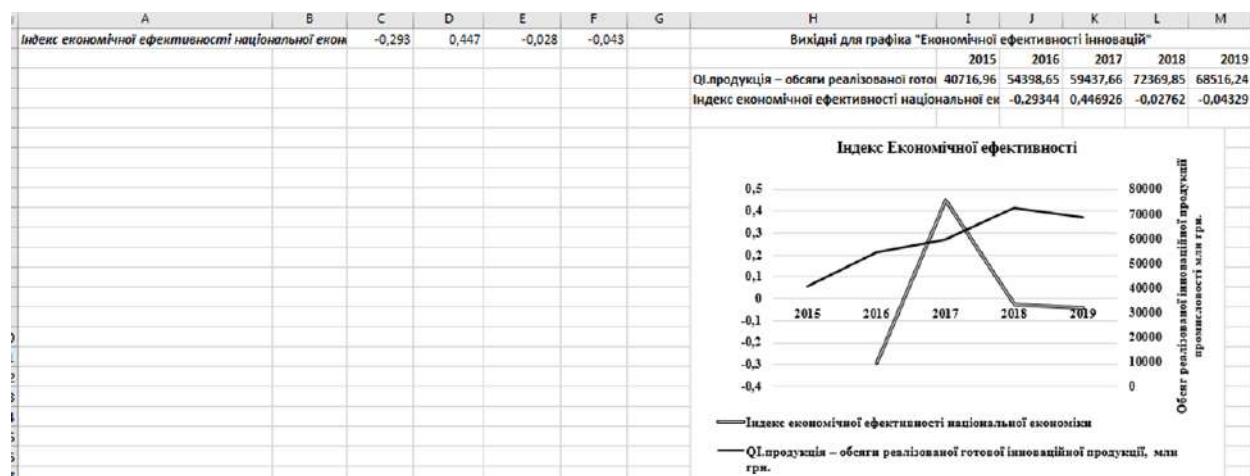 A B C D E F G H I J K L M
Індекс економічної ефективності національної екон -0,293 0,447 -0,028 -0,043
Вихідні для графіка "Економічної ефективності інновацій"
2015 2016 2017 2018 2019
QI.продукція – обсяги реалізованої готої 40716,96 54398,65 59437,66 72369,85 68516,24
Індекс економічної ефективності національної ек -0,29344 0,446926 -0,02762 -0,04329
Індекс Економічної ефективності
0,5
0,4
0,3
0,2
0,1
0
-0,1
-0,2
-0,3
-0,4
2015 2016 2017 2018 2019
80000
70000
60000
50000
40000
30000
20000
10000
0
Обсяг реалізованої інноваційної продукції
промисловості млн грн.
Індекс економічної ефективності національної економіки
QI.продукція – обсяги реалізованої готової інноваційної продукції, млн
грн.